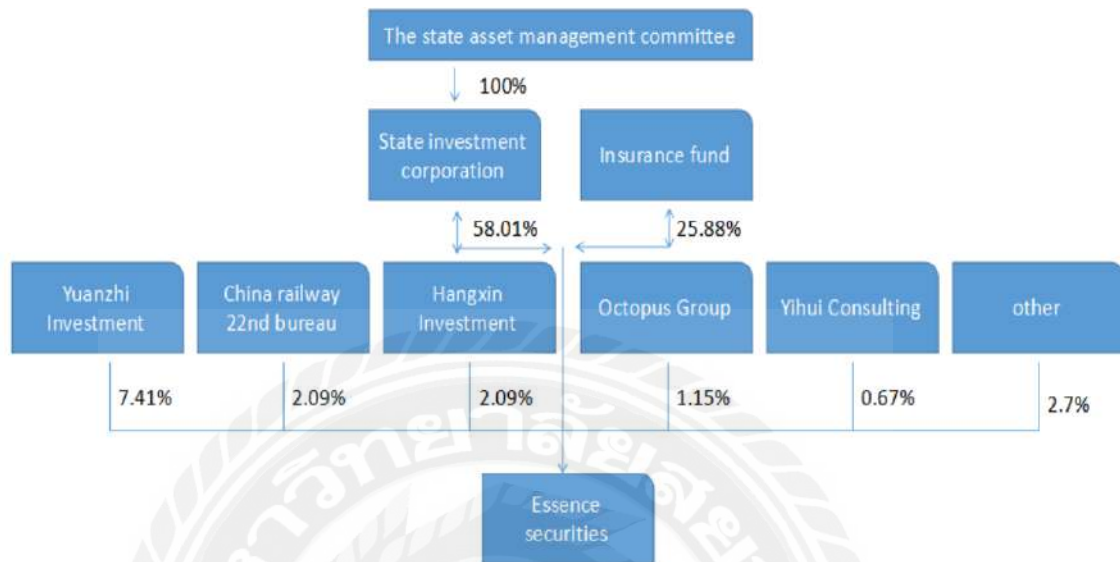 The state asset management committee
100%
State investment
corporation
Insurance fund
58.01%
25.88%
Yuanzhi
Investment
China railway
22nd bureau
Hangxin
Investment
Octopus Group
Yihui Consulting
other
7.41%
2.09%
2.09%
1.15%
0.67%
2.7%
Essence
securities